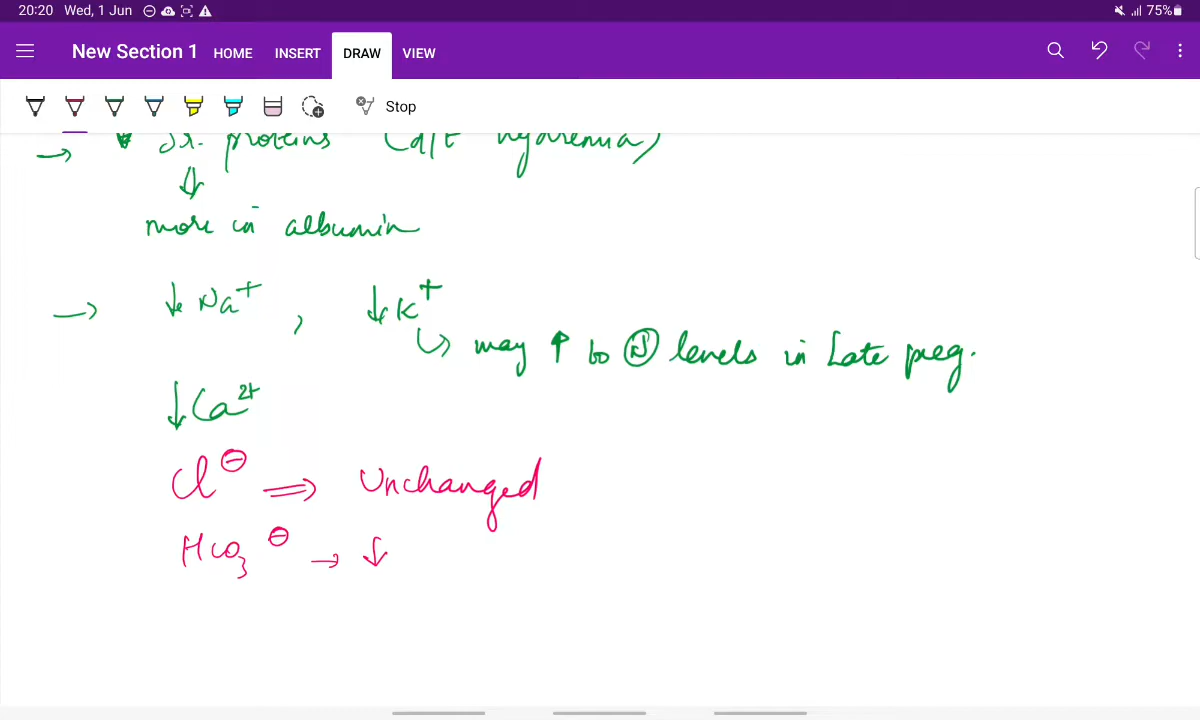 20:20 Wed, 1 Jun 75%
New Section 1 HOME INSERT DRAW VIEW
Stop
→ ↓ Sr. proteins (d/t hydremia)
↓
more in albumin
→ ↓ Na+ , ↓ K+
↳ may ↑ to N levels in Late preg.
↓ Ca2+
Cl⊖ ⇒ Unchanged
HCO3⊖ → ↓